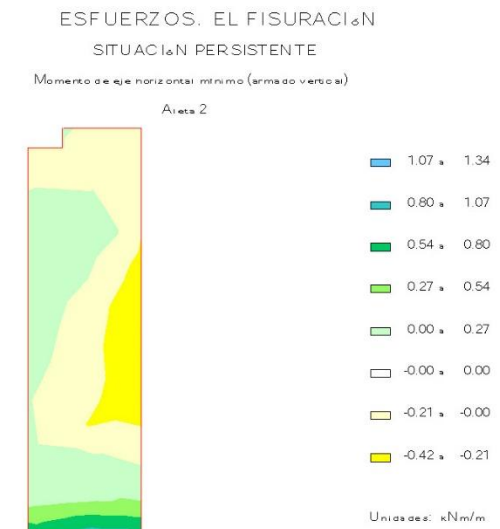 ESFUERZOS. EL FISURACIóN
SITUACIóN PERSISTENTE
Momento de eje horizontal mínimo (armado vertical)
Aleta 2
1.07 a 1.34
0.80 a 1.07
0.54 a 0.80
0.27 a 0.54
0.00 a 0.27
-0.00 a 0.00
-0.21 a -0.00
-0.42 a -0.21
Unidades: kNm/m